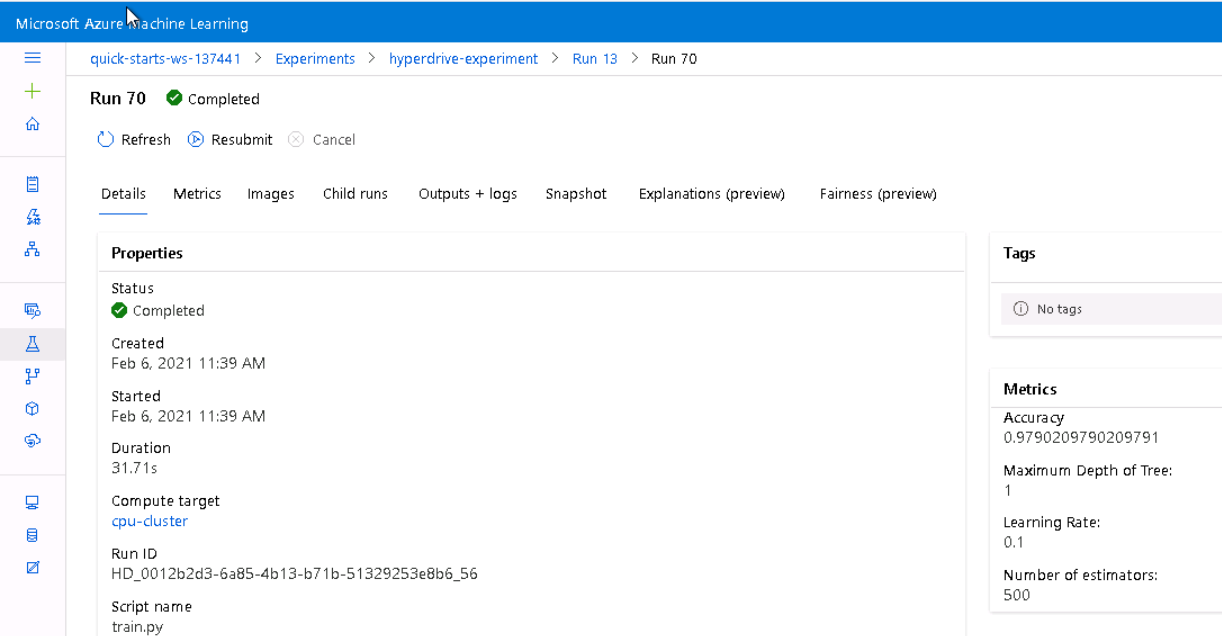 Microsoft Azure Machine Learning
quick-starts-ws-137441 > Experiments > hyperdrive-experiment > Run 13 > Run 70
Run 70 Completed
Refresh Resubmit Cancel
Details Metrics Images Child runs Outputs + logs Snapshot Explanations (preview) Fairness (preview)
Properties
Status
Completed
Created
Feb 6, 2021 11:39 AM
Started
Feb 6, 2021 11:39 AM
Duration
31.71s
Compute target
cpu-cluster
Run ID
HD_0012b2d3-6a85-4b13-b71b-51329253e8b6_56
Script name
train.py
Tags
No tags
Metrics
Accuracy
0.9790209790209791
Maximum Depth of Tree:
1
Learning Rate:
0.1
Number of estimators:
500